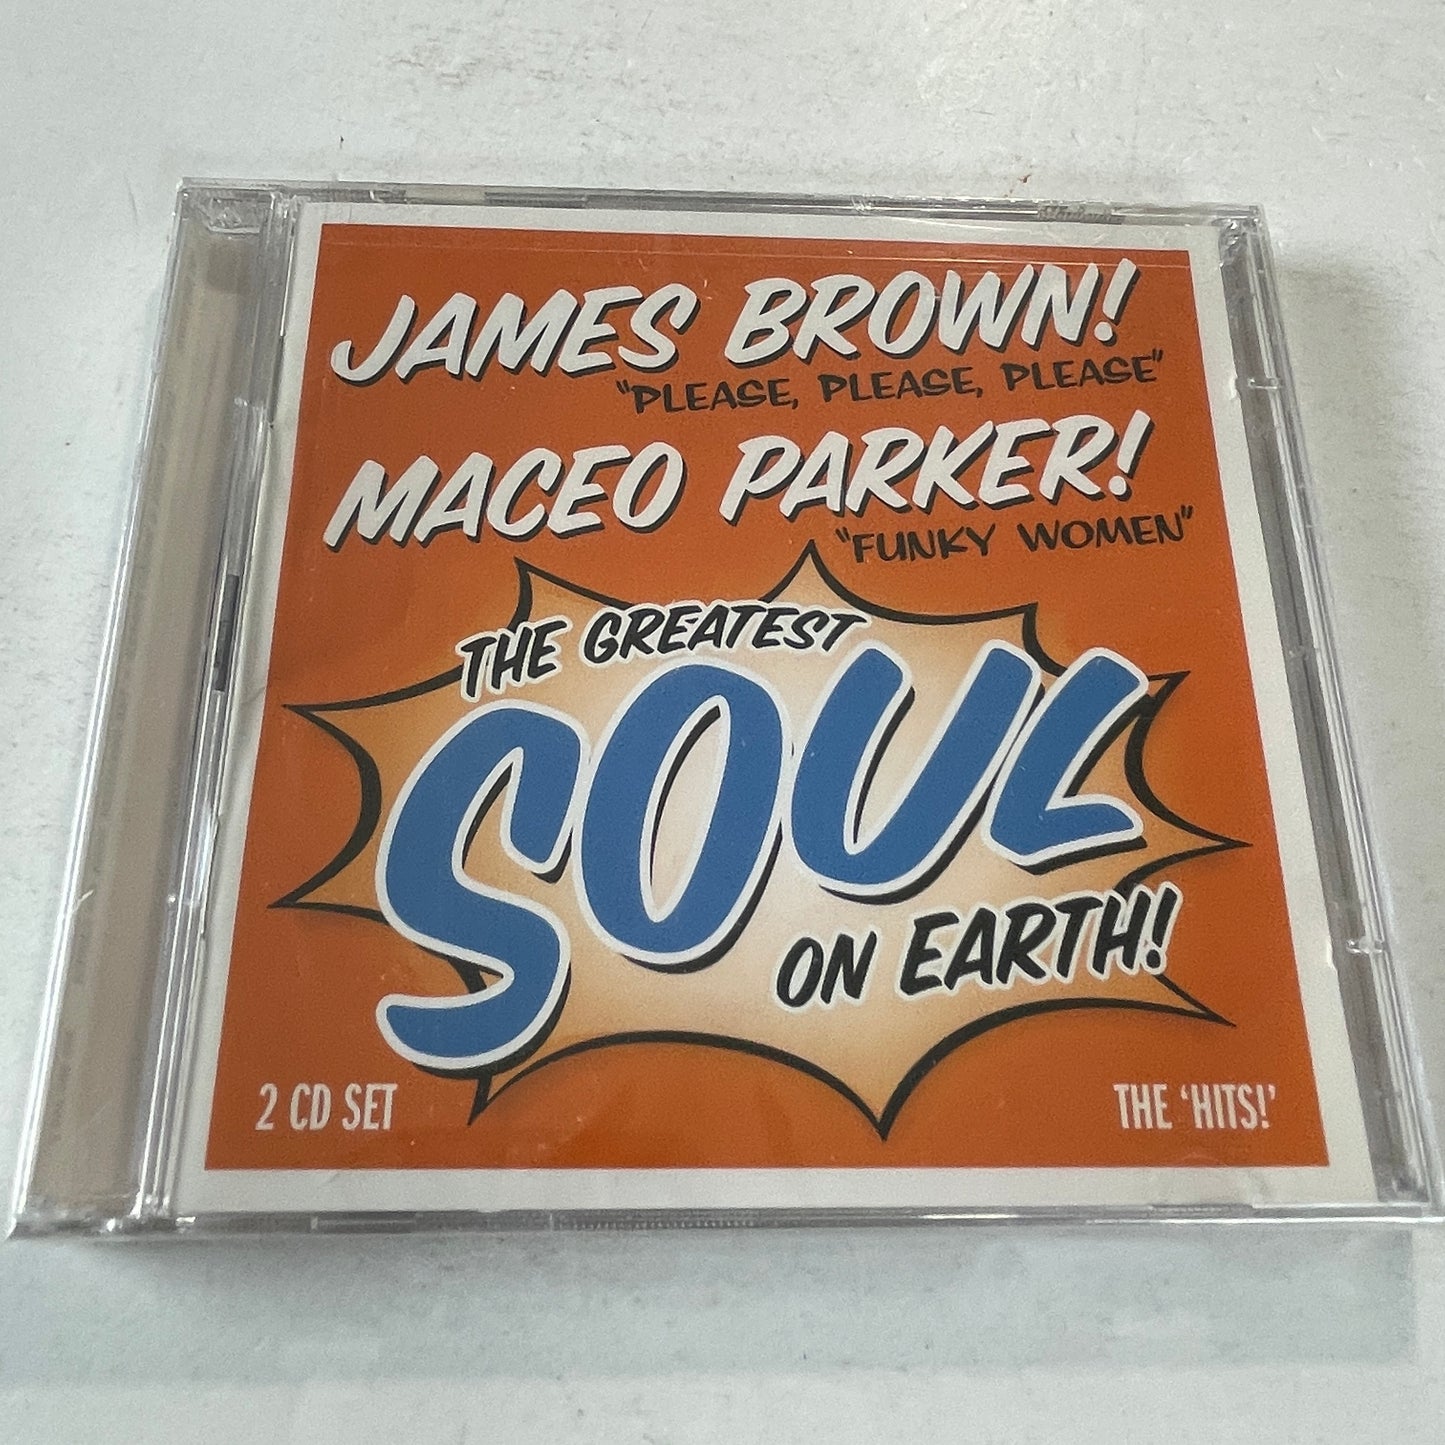 JAMES BROWN!
"PLEASE, PLEASE, PLEASE"
MACEO PARKER!
"FUNKY WOMEN"
THE GREATEST
SOUL
ON EARTH!
2 CD SET
THE 'HITS!'